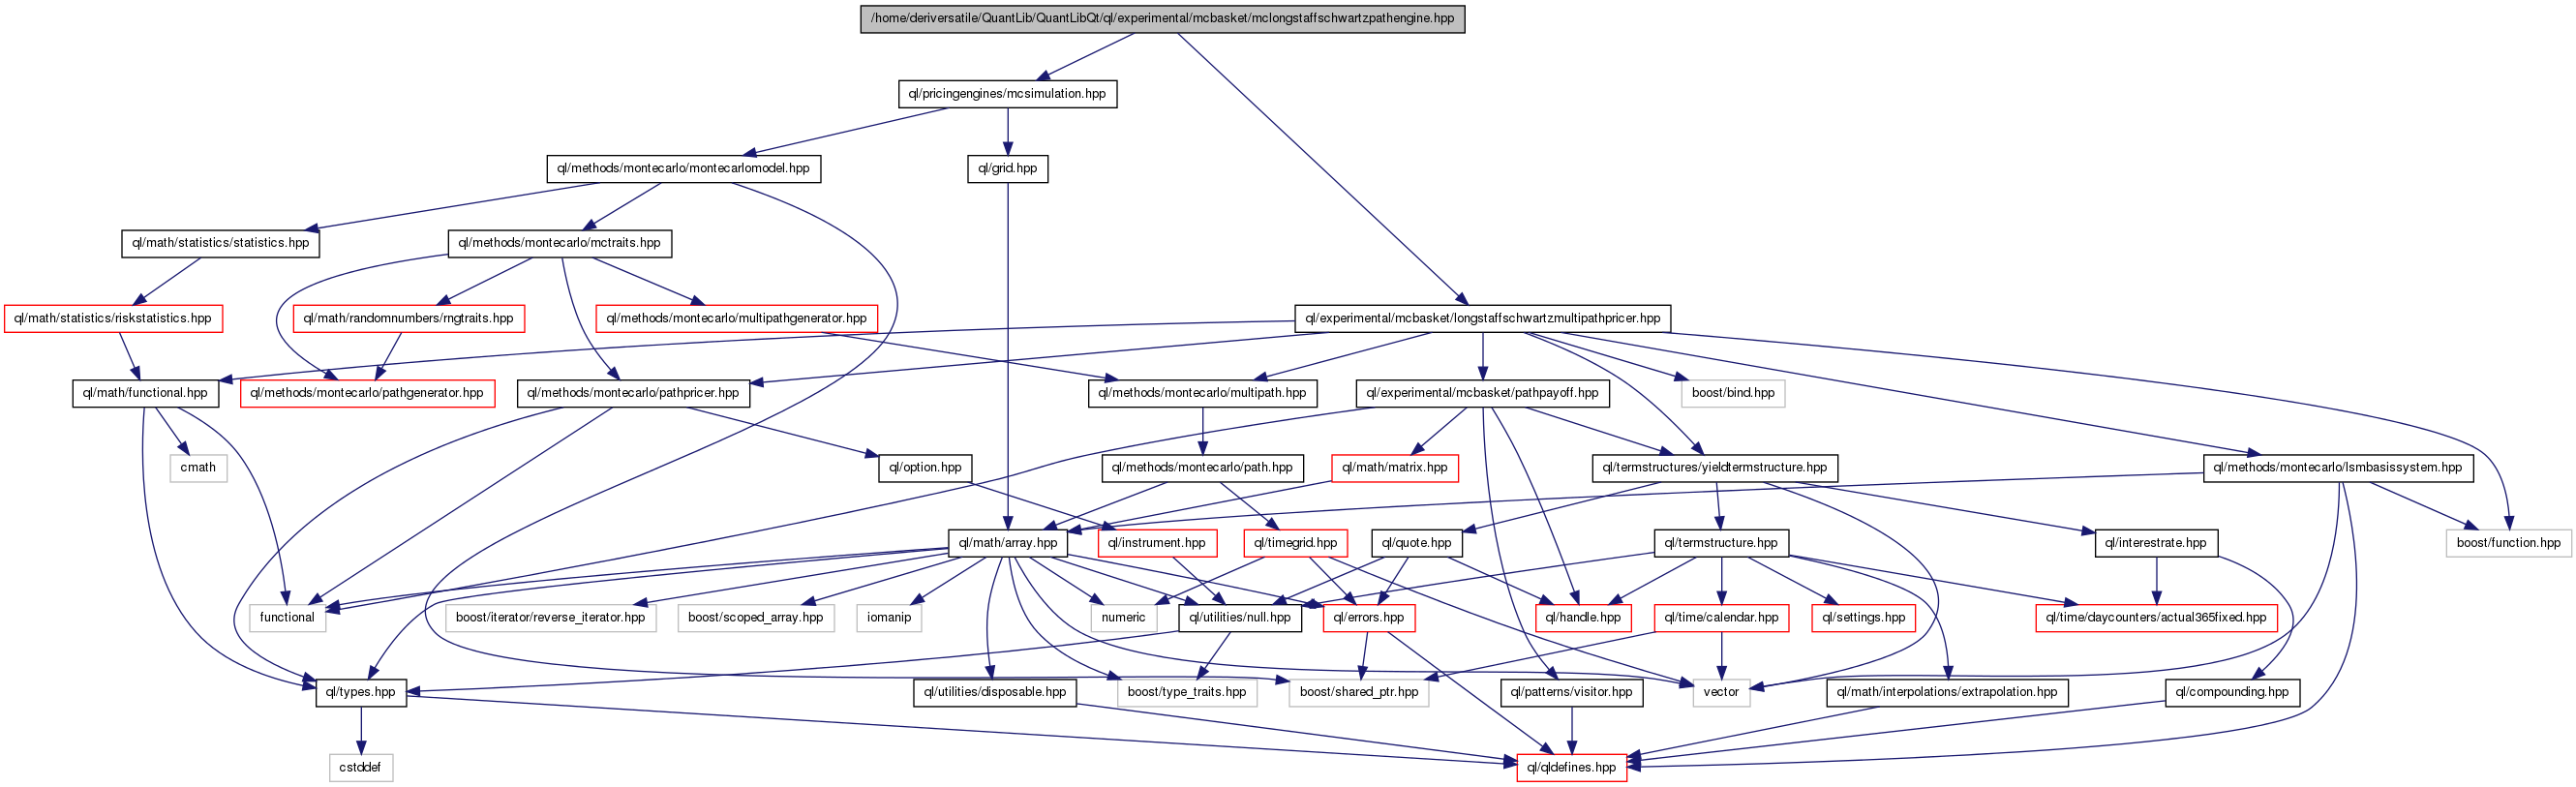 /home/deriversatile/QuantLib/QuantLibQt/ql/experimental/mcbasket/mclongstaffschwartzpathengine.hpp
ql/pricingengines/mcsimulation.hpp
ql/methods/montecarlo/montecarlomodel.hpp
ql/grid.hpp
ql/math/statistics/statistics.hpp
ql/methods/montecarlo/mctraits.hpp
ql/math/statistics/riskstatistics.hpp
ql/math/randomnumbers/rngtraits.hpp
ql/methods/montecarlo/multipathgenerator.hpp
ql/experimental/mcbasket/longstaffschwartzmultipathpricer.hpp
ql/math/functional.hpp
ql/methods/montecarlo/pathgenerator.hpp
ql/methods/montecarlo/pathpricer.hpp
ql/methods/montecarlo/multipath.hpp
ql/experimental/mcbasket/pathpayoff.hpp
boost/bind.hpp
cmath
ql/option.hpp
ql/methods/montecarlo/path.hpp
ql/math/matrix.hpp
ql/termstructures/yieldtermstructure.hpp
ql/methods/montecarlo/lsmbasissystem.hpp
ql/math/array.hpp
ql/instrument.hpp
ql/timegrid.hpp
ql/quote.hpp
ql/termstructure.hpp
ql/interestrate.hpp
boost/function.hpp
functional
boost/iterator/reverse_iterator.hpp
boost/scoped_array.hpp
iomanip
numeric
ql/utilities/null.hpp
ql/errors.hpp
ql/handle.hpp
ql/time/calendar.hpp
ql/settings.hpp
ql/time/daycounters/actual365fixed.hpp
ql/types.hpp
ql/utilities/disposable.hpp
boost/type_traits.hpp
boost/shared_ptr.hpp
ql/patterns/visitor.hpp
vector
ql/math/interpolations/extrapolation.hpp
ql/compounding.hpp
cstddef
ql/qldefines.hpp